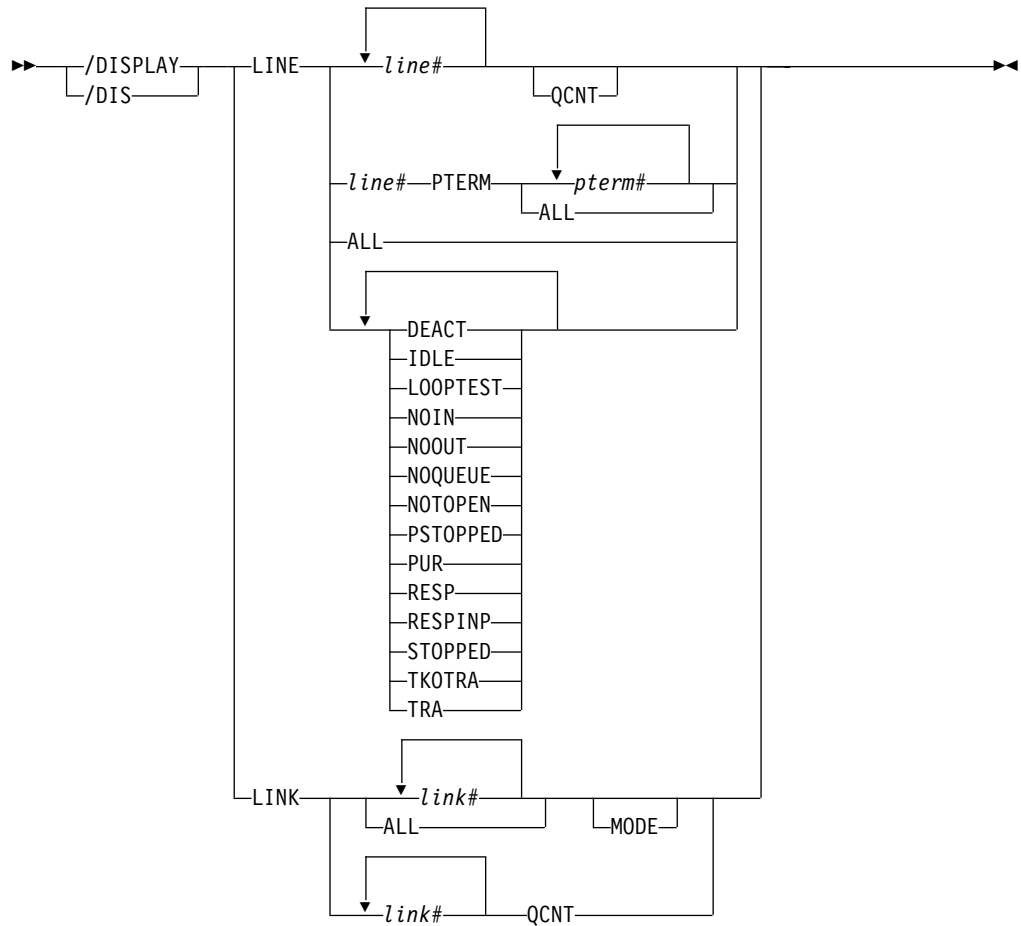 /DISPLAY LINE line#
/DIS QCNT
line# PTERM pterm#
ALL
ALL
DEACT
IDLE
LOOPTEST
NOIN
NOOUT
NOQUEUE
NOTOPEN
PSTOPPED
PUR
RESP
RESPINP
STOPPED
TKOTRA
TRA
LINK link#
ALL MODE
link# QCNT